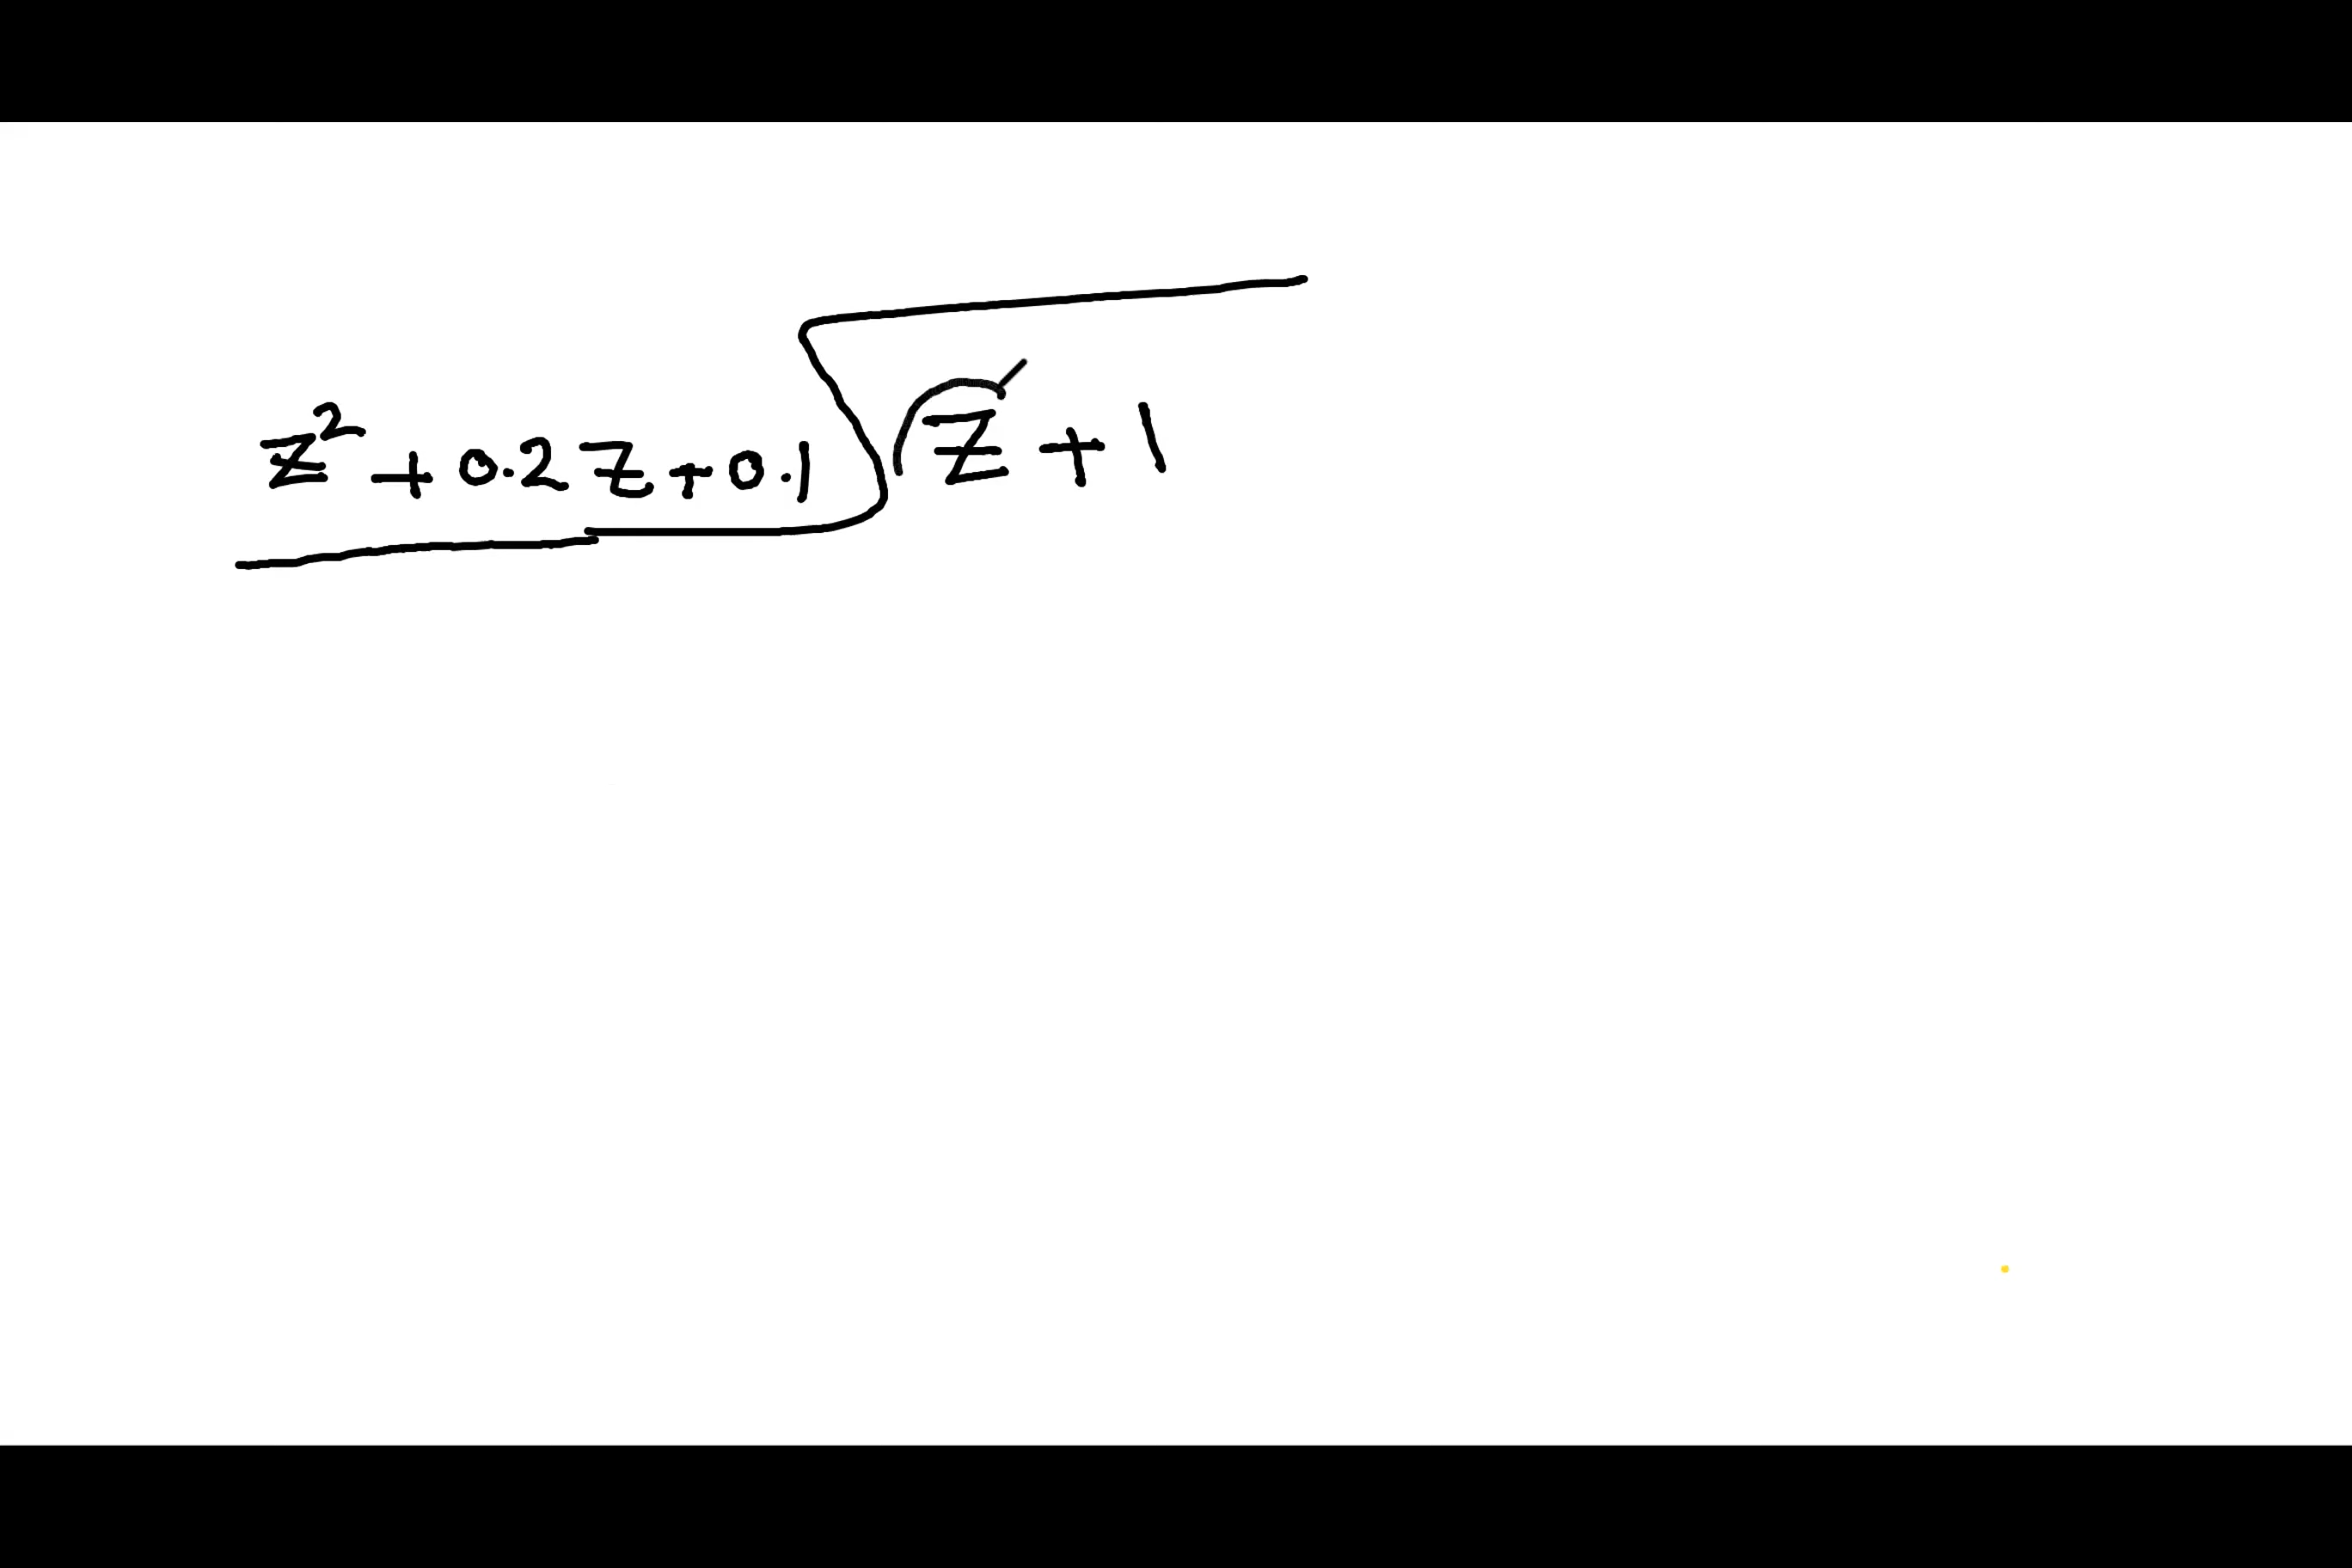 z² + 0.2z + 0.1 z + 1